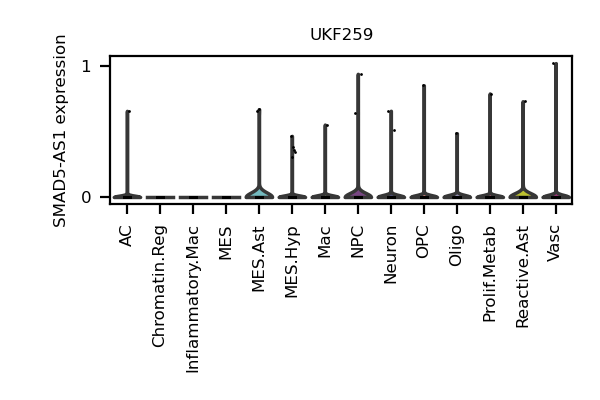 UKF259
SMAD5-AS1 expression
1
0
AC
Chromatin.Reg
Inflammatory.Mac
MES
MES.Ast
MES.Hyp
Mac
NPC
Neuron
OPC
Oligo
Prolif.Metab
Reactive.Ast
Vasc